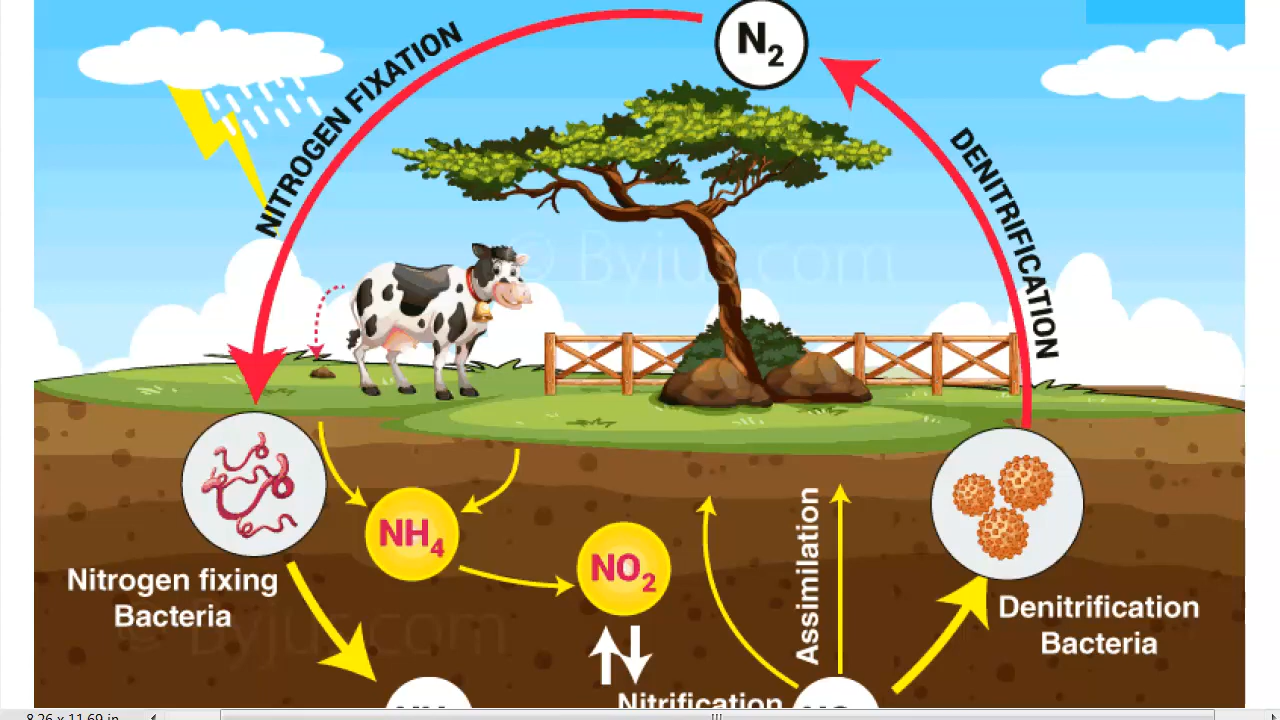 N2
NITROGEN FIXATION
DENITRIFICATION
© Byjus.com
NH4
NO2
Nitrogen fixing
Bacteria
Assimilation
Denitrification
Bacteria
© Byjus.com
Nitrification
8.26 x 11.69 in